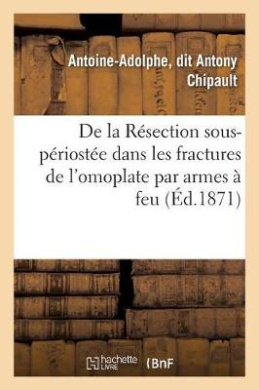 Antoine-Adolphe, dit Antony
Chipault
De la Résection sous-
périostée dans les fractures
de l'omoplate par armes à
feu (Éd.1871)
hachette
LIVRE
{BnF